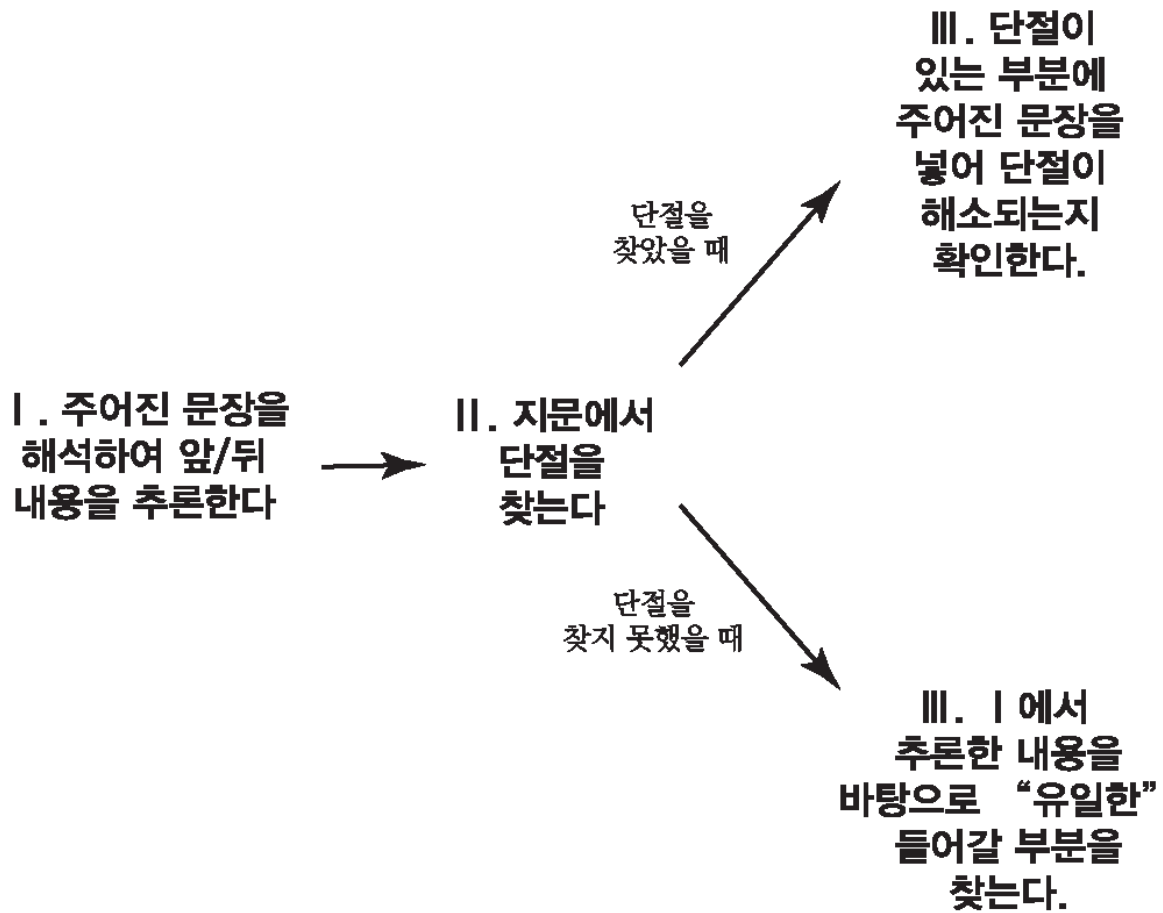 Ⅰ. 주어진 문장을
해석하여 앞/뒤
내용을 추론한다
Ⅱ. 지문에서
단절을
찾는다
단절을
찾았을 때
Ⅲ. 단절이
있는 부분에
주어진 문장을
넣어 단절이
해소되는지
확인한다.
단절을
찾지 못했을 때
Ⅲ. Ⅰ에서
추론한 내용을
바탕으로 “유일한”
들어갈 부분을
찾는다.